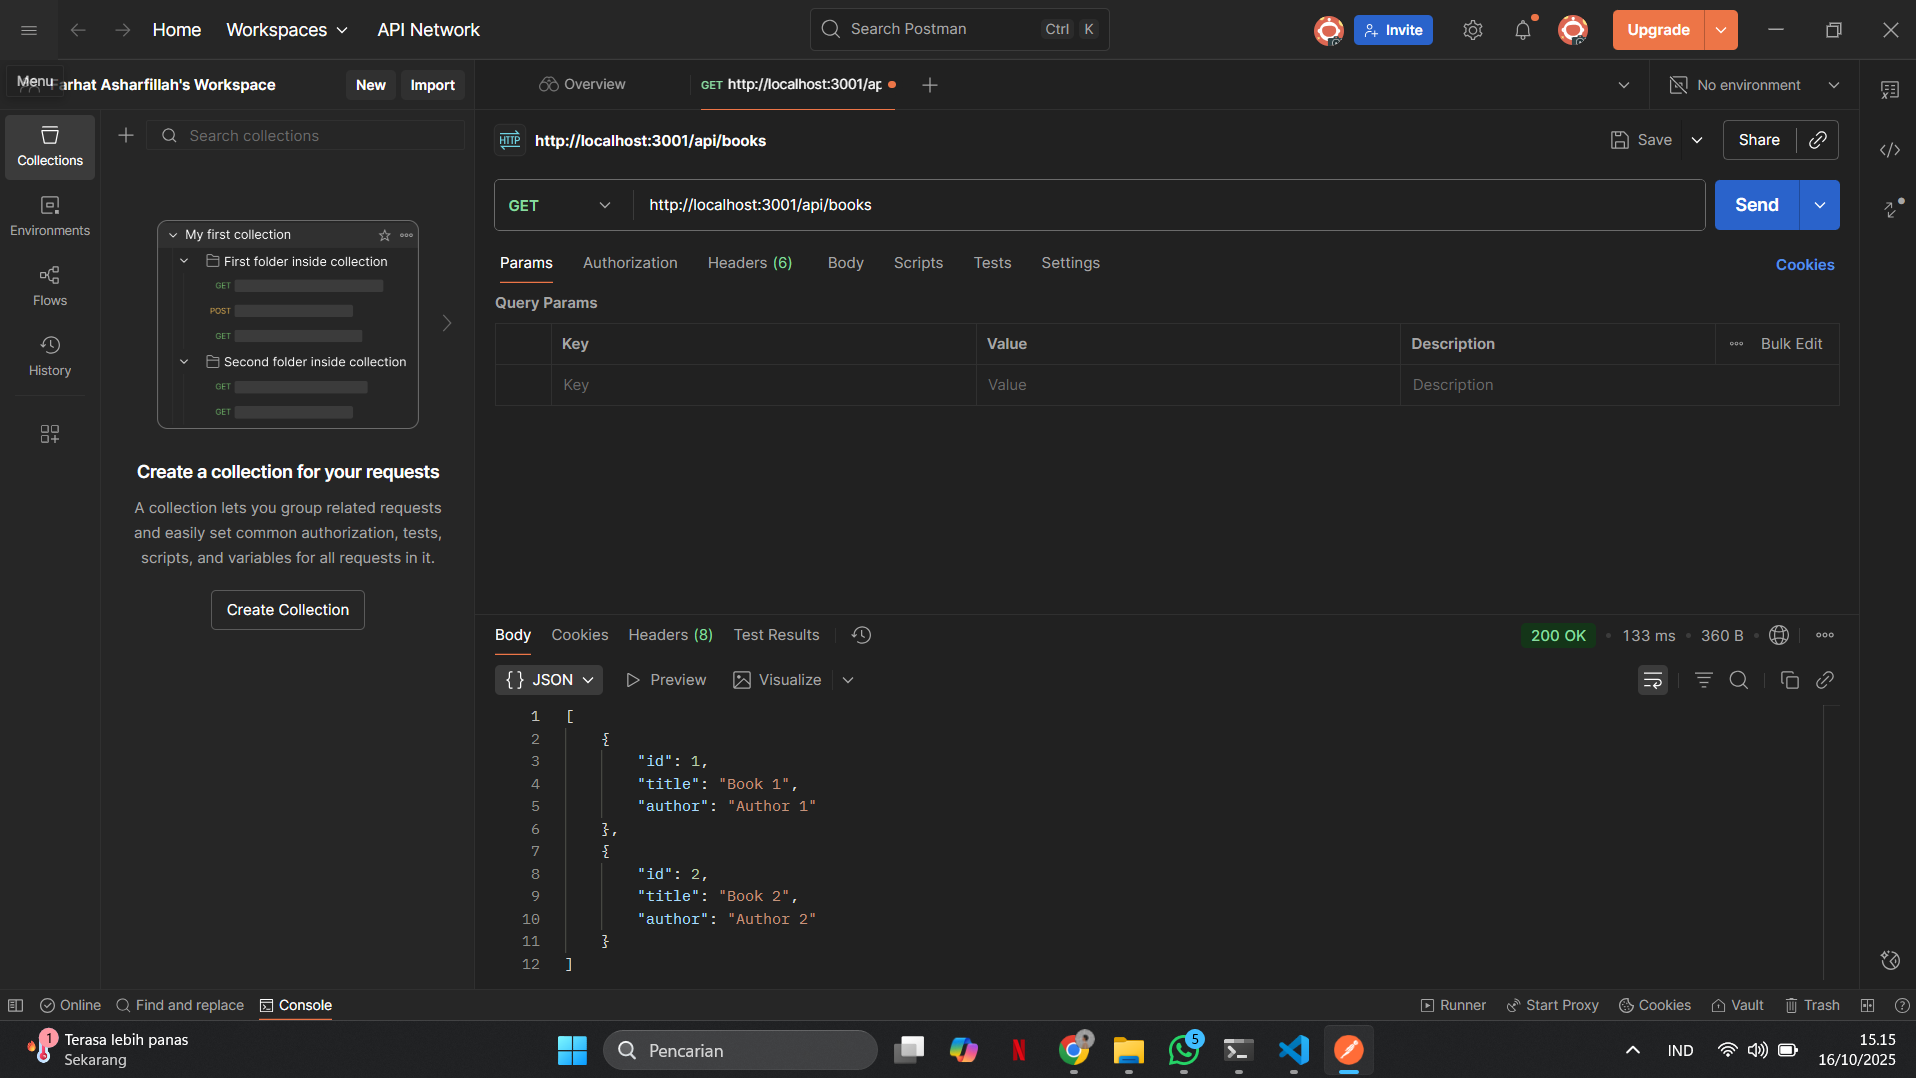 Home
Workspaces
API Network
Search Postman
Ctrl
K
Invite
Upgrade
Menu
Farhat Asharfillah's Workspace
New
Import
Overview
GET http://localhost:3001/ap
No environment
Collections
Environments
Flows
History
Search collections
My first collection
First folder inside collection
GET
POST
GET
Second folder inside collection
GET
GET
Create a collection for your requests
A collection lets you group related requests
and easily set common authorization, tests,
scripts, and variables for all requests in it.
Create Collection
HTTP
http://localhost:3001/api/books
Save
Share
GET
http://localhost:3001/api/books
Send
Params
Authorization
Headers (6)
Body
Scripts
Tests
Settings
Cookies
Query Params
Key
Value
Description
Bulk Edit
Key
Value
Description
Body
Cookies
Headers (8)
Test Results
200 OK
133 ms
360 B
{} JSON
Preview
Visualize
1 [
2 {
3 "id": 1,
4 "title": "Book 1",
5 "author": "Author 1"
6 },
7 {
8 "id": 2,
9 "title": "Book 2",
10 "author": "Author 2"
11 }
12 ]
Online
Find and replace
Console
Runner
Start Proxy
Cookies
Vault
Trash
1
Terasa lebih panas
Sekarang
Pencarian
5
IND
15.15
16/10/2025